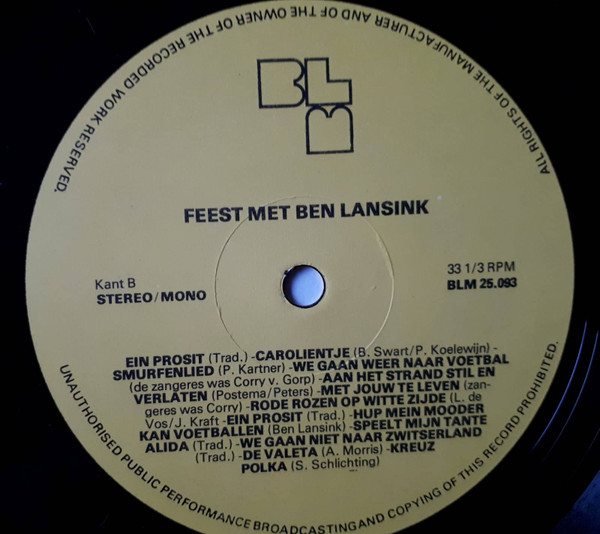 ALL RIGHTS OF THE MANUFACTURER AND OF THE OWNER OF THE RECORDED WORK RESERVED.
BLM
FEEST MET BEN LANSINK
Kant B
STEREO/MONO
33 1/3 RPM
BLM 25.093
EIN PROSIT (Trad.) -CAROLIENTJE (B. Swart/P. Koelewijn) -
SMURFENLIED (P. Kartner) -WE GAAN WEER NAAR VOETBAL
(de zangeres was Corry v. Gorp) -AAN HET STRAND STIL EN
VERLATEN (Postema/Peters) -MET JOUW TE LEVEN (zan-
geres was Corry) -RODE ROZEN OP WITTE ZIJDE (L. de
Vos/J. Kraft -EIN PROSIT (Trad.) -HUP MEIN MOODER
KAN VOETBALLEN (Ben Lansink) -SPEELT MIJN TANTE
ALIDA (Trad.) -WE GAAN NIET NAAR ZWITSERLAND
(Trad.) -DE VALETA (A. Morris) -KREUZ
POLKA (S. Schlichting)
UNAUTHORISED PUBLIC PERFORMANCE BROADCASTING AND COPYING OF THIS RECORD PROHIBITED.